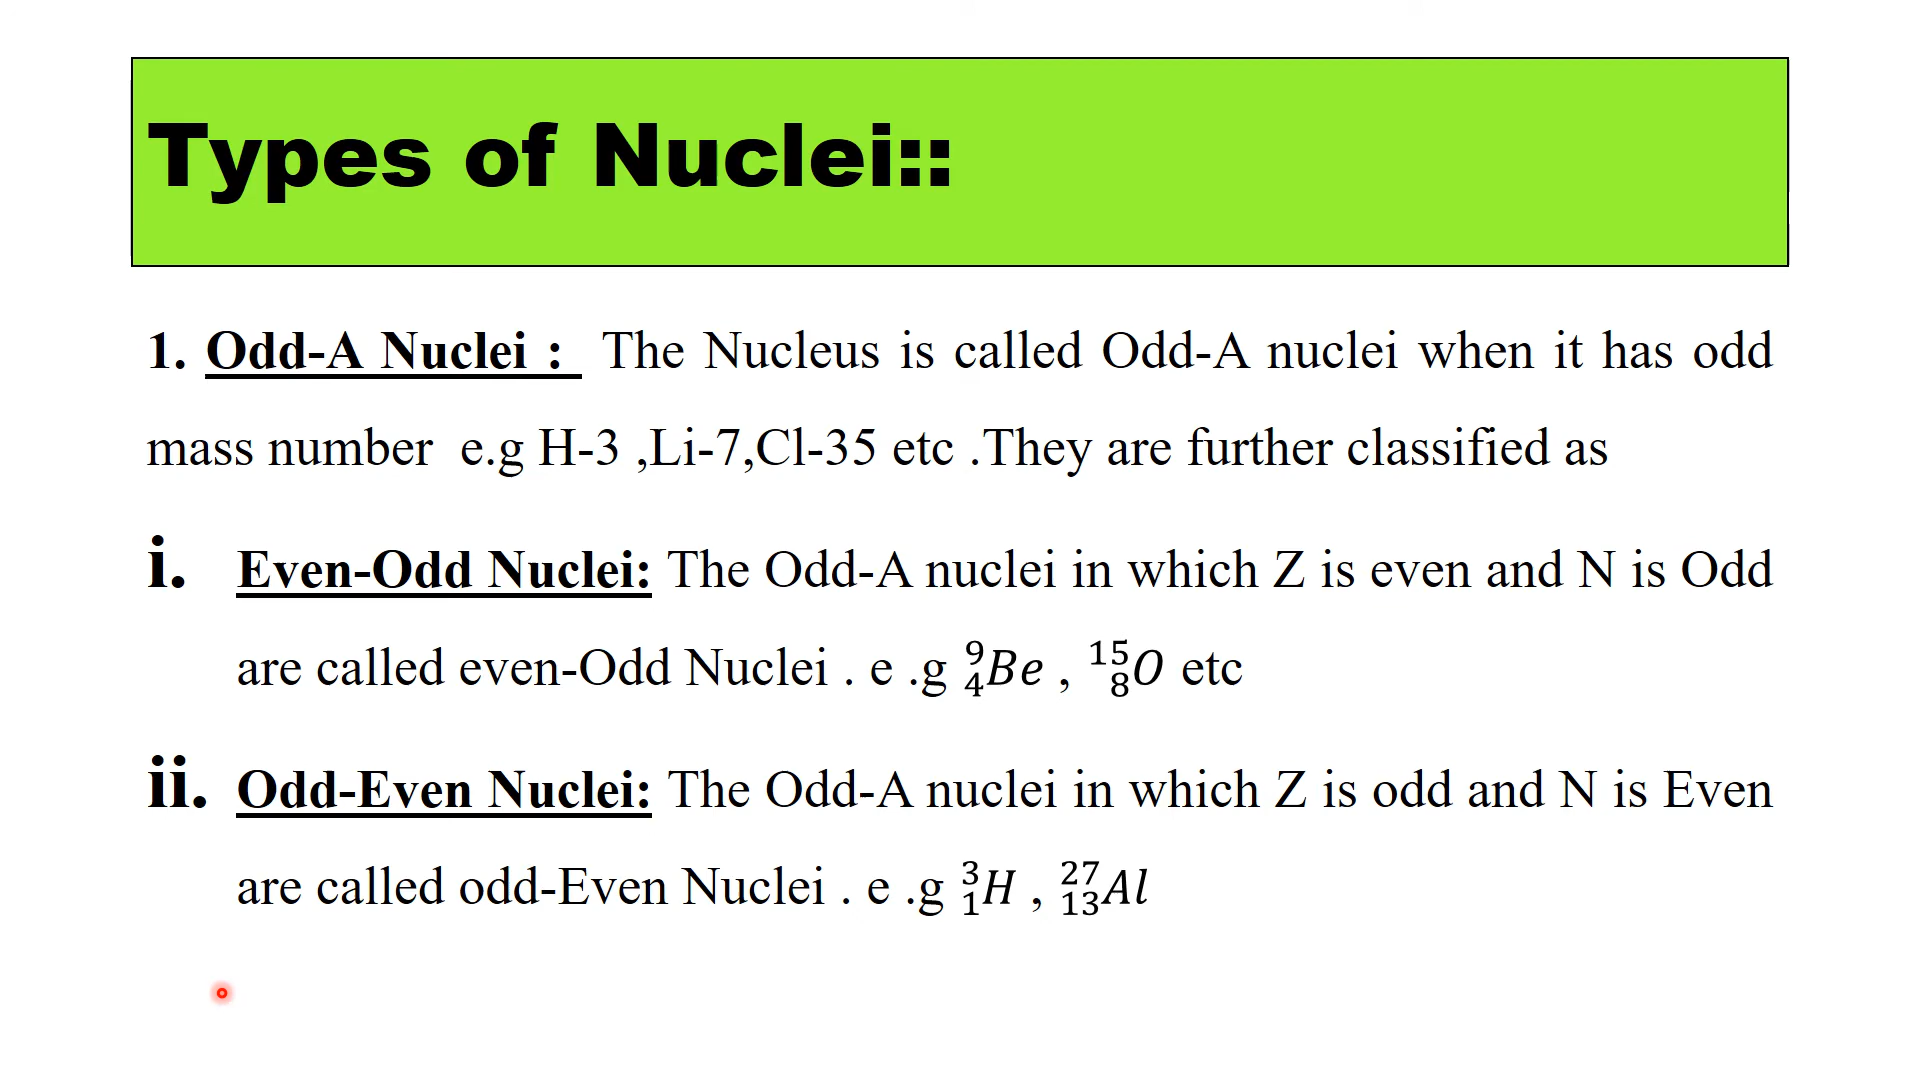 Types of Nuclei::
1. Odd-A Nuclei :  The Nucleus is called Odd-A nuclei when it has odd
mass number  e.g H-3 ,Li-7,Cl-35 etc .They are further classified as
i. Even-Odd Nuclei: The Odd-A nuclei in which Z is even and N is Odd
are called even-Odd Nuclei . e .g ⁹₄Be , ¹⁵₈O etc
ii. Odd-Even Nuclei: The Odd-A nuclei in which Z is odd and N is Even
are called odd-Even Nuclei . e .g ³₁H , ²⁷₁₃Al